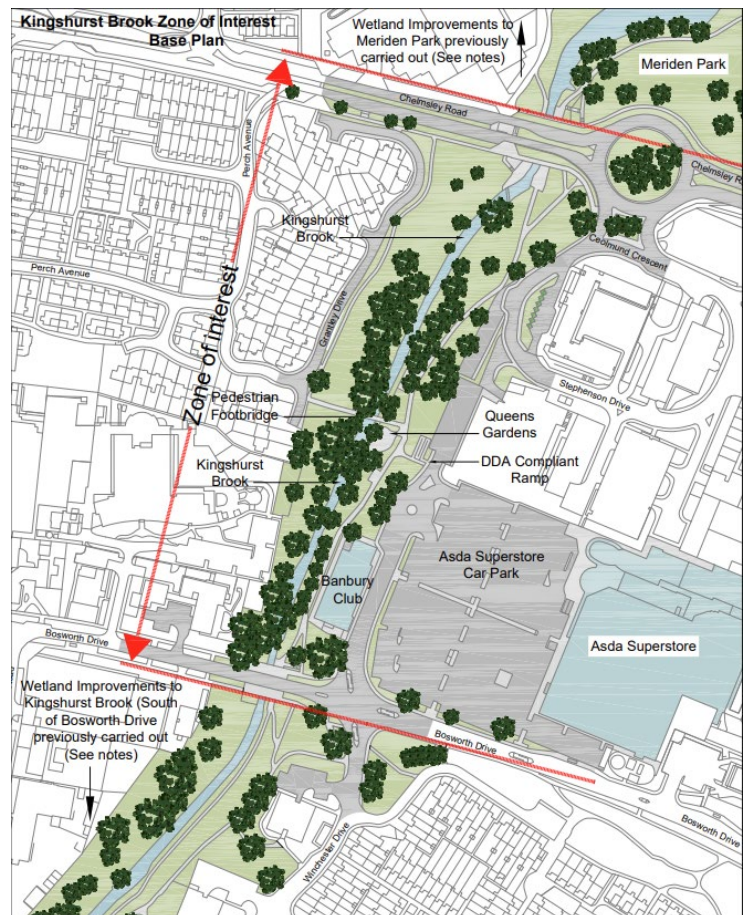 Kingshurst Brook Zone of Interest
Base Plan
Wetland Improvements to
Meriden Park previously
carried out (See notes)
Meriden Park
Chelmsley Road
Chelmsley Ro
Perch Avenue
Kingshurst
Brook
Ceolmund Crescent
Perch Avenue
Zone of interest
Grantley Drive
Stephenson Drive
Pedestrian
Footbridge
Queens
Gardens
Kingshurst
Brook
DDA Compliant
Ramp
Asda Superstore
Car Park
Banbury
Club
Asda Superstore
Bosworth Drive
Wetland Improvements to
Kingshurst Brook (South
of Bosworth Drive
previously carried out
(See notes)
Bosworth Drive
Bosworth Drive
Winchester Drive